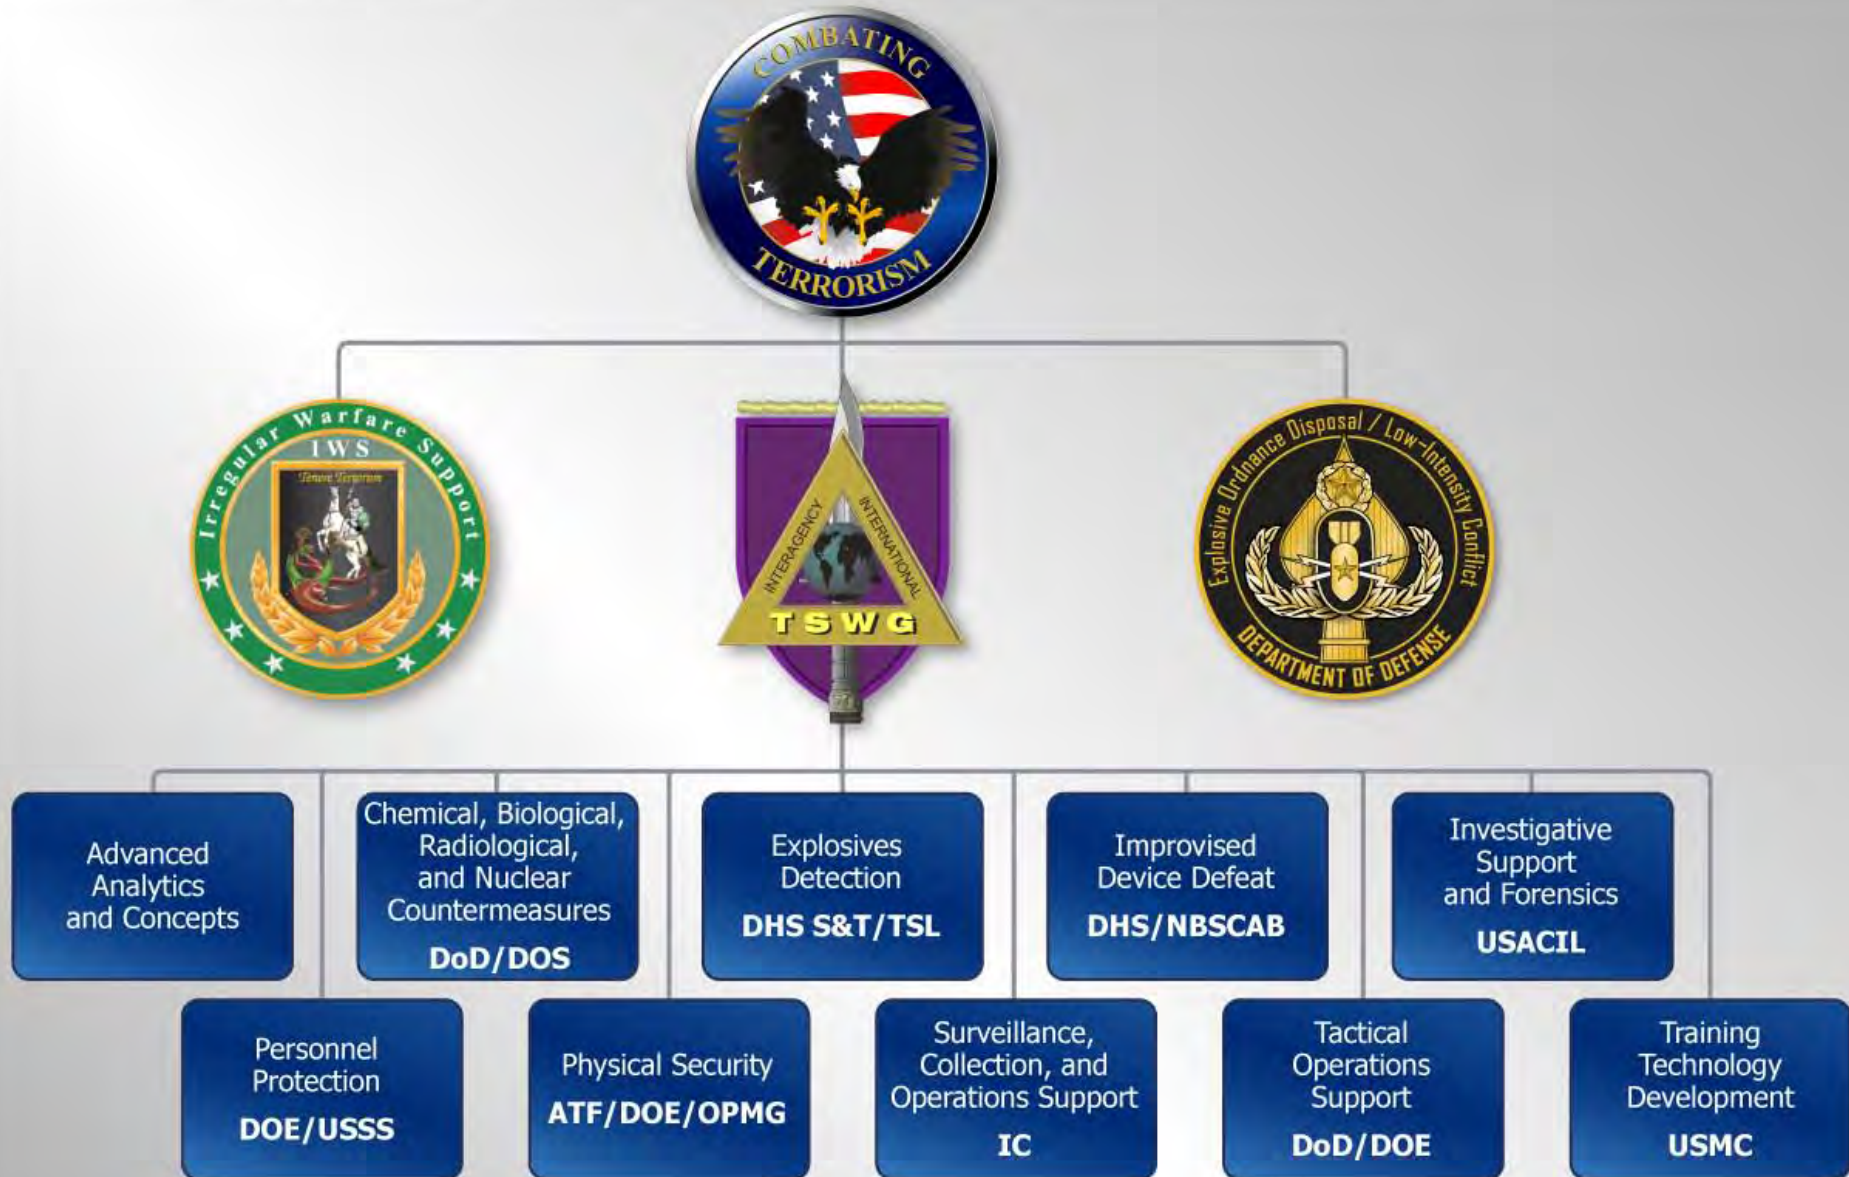 COMBATING
TERRORISM
Irregular Warfare Support
IWS
Tenere Terrorum
INTERAGENCY
INTERNATIONAL
TSWG
Explosive Ordnance Disposal / Low-Intensity Conflict
DEPARTMENT OF DEFENSE
Advanced
Analytics
and Concepts
Chemical, Biological,
Radiological,
and Nuclear
Countermeasures
DoD/DOS
Explosives
Detection
DHS S&T/TSL
Improvised
Device Defeat
DHS/NBSCAB
Investigative
Support
and Forensics
USACIL
Personnel
Protection
DOE/USSS
Physical Security
ATF/DOE/OPMG
Surveillance,
Collection, and
Operations Support
IC
Tactical
Operations
Support
DoD/DOE
Training
Technology
Development
USMC